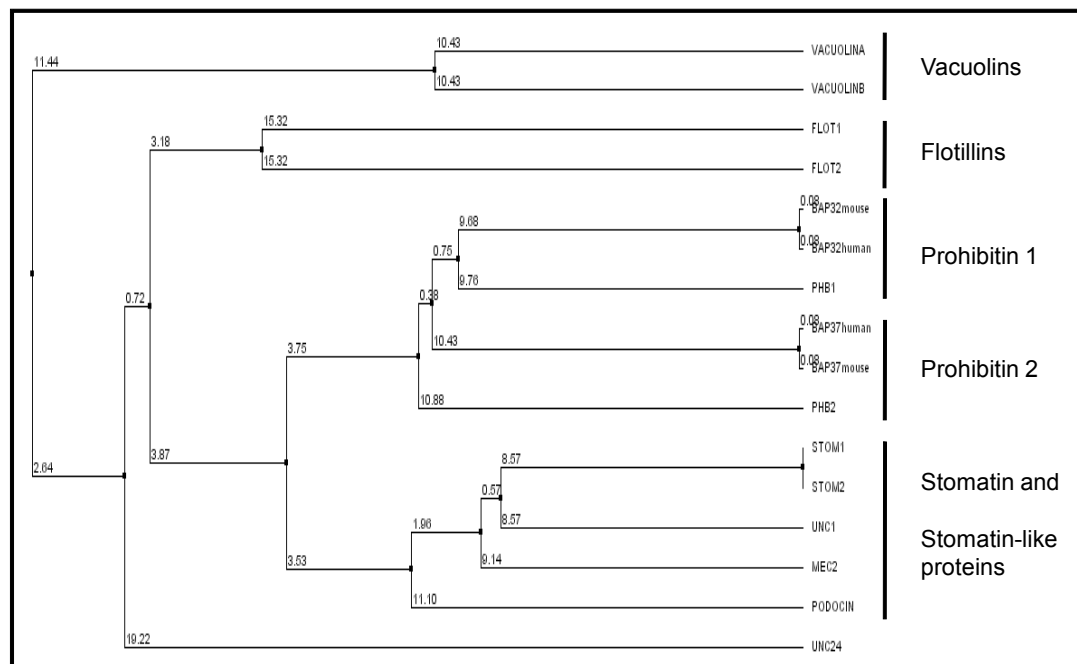 10.43
VACUOLINA
11.44
10.43
VACUOLINB
Vacuolins
15.32
FLOT1
3.18
15.32
FLOT2
Flotillins
0.08
BAP32mouse
9.68
0.08
BAP32human
0.75
9.76
PHB1
Prohibitin 1
0.38
0.72
0.08
BAP37human
10.43
0.08
BAP37mouse
3.75
10.88
PHB2
Prohibitin 2
STOM1
3.87
8.57
2.64
STOM2
0.57
8.57
UNC1
1.96
9.14
MEC2
3.53
11.10
PODOCIN
Stomatin and
Stomatin-like
proteins
19.22
UNC24